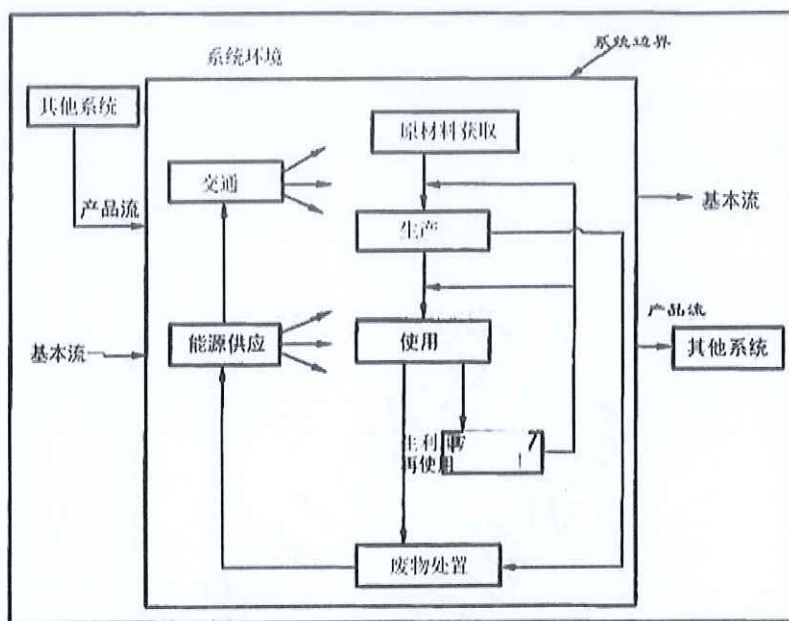 系统环境
系统边界
其他系统
原材料获取
交通
产品流
基本流
生产
产品流
能源供应
使用
基本流
其他系统
生利
再使用
废物处置